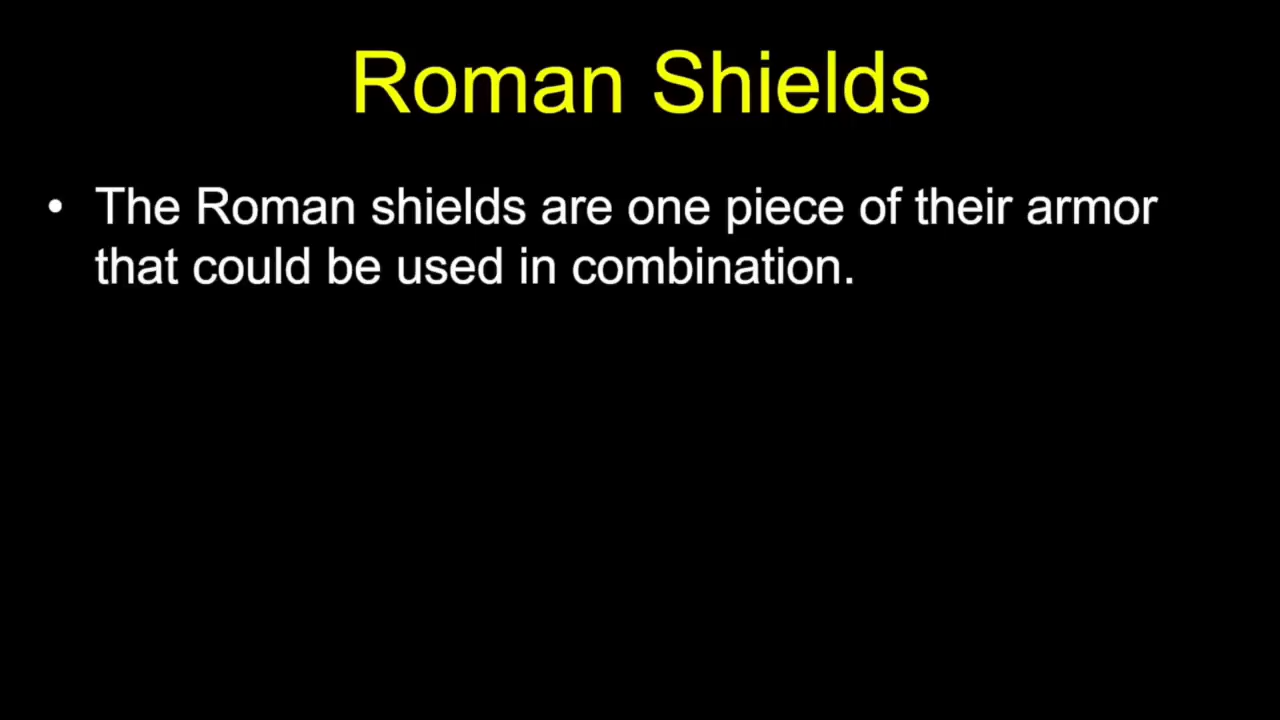 Roman Shields
• The Roman shields are one piece of their armor
that could be used in combination.